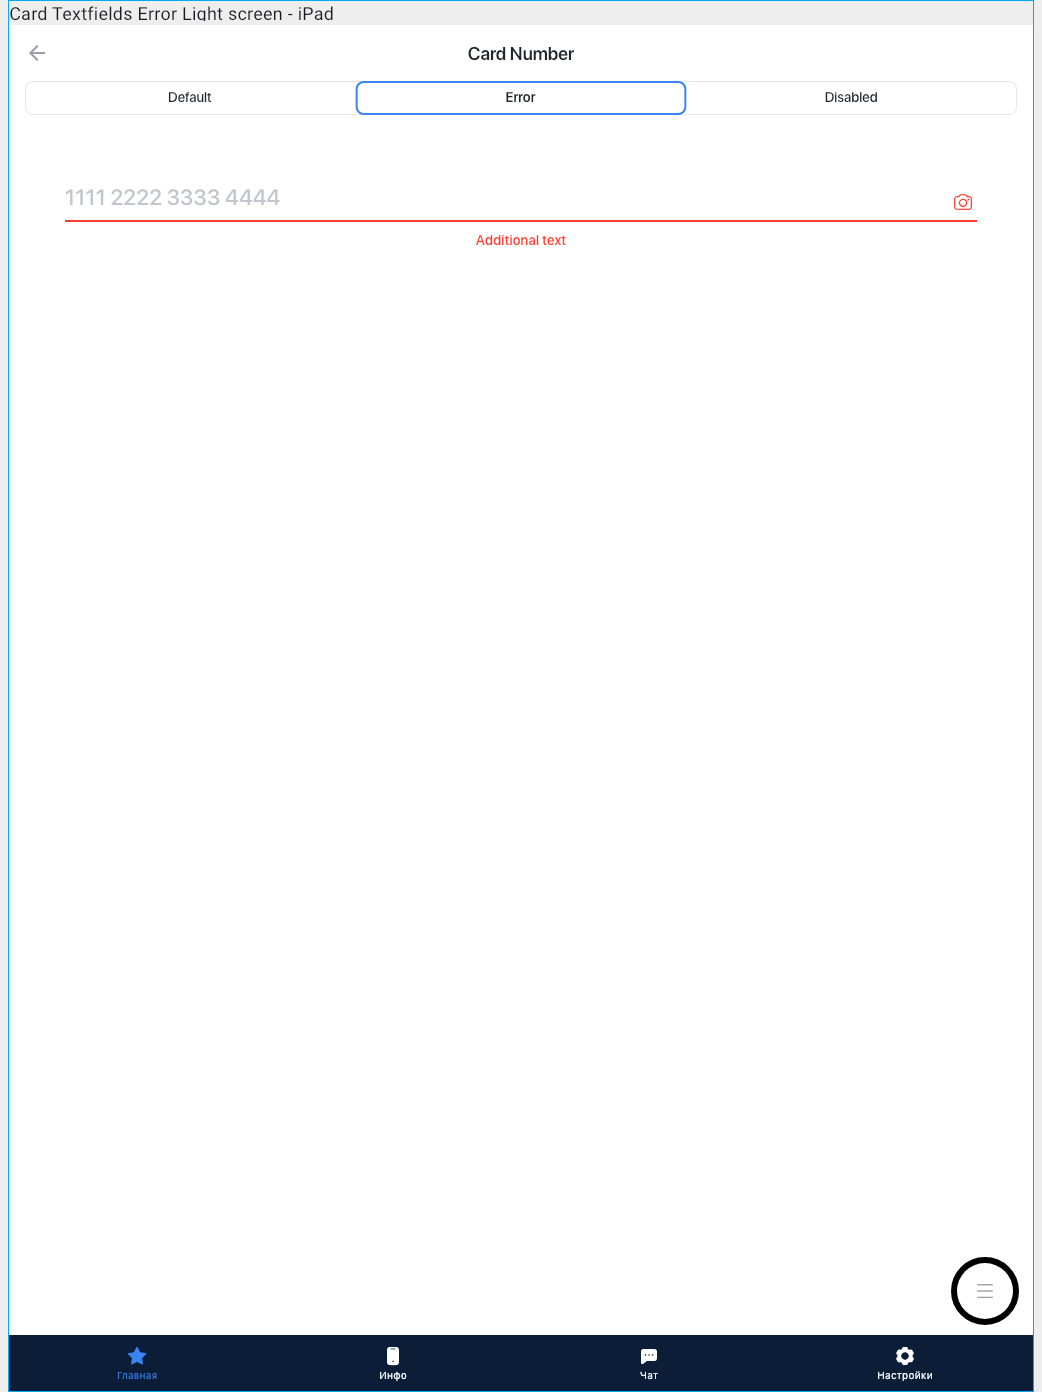 Card Textfields Error Light screen - iPad
Card Number
Default
Error
Disabled
1111 2222 3333 4444
Additional text
Главная
Инфо
Чат
Настройки